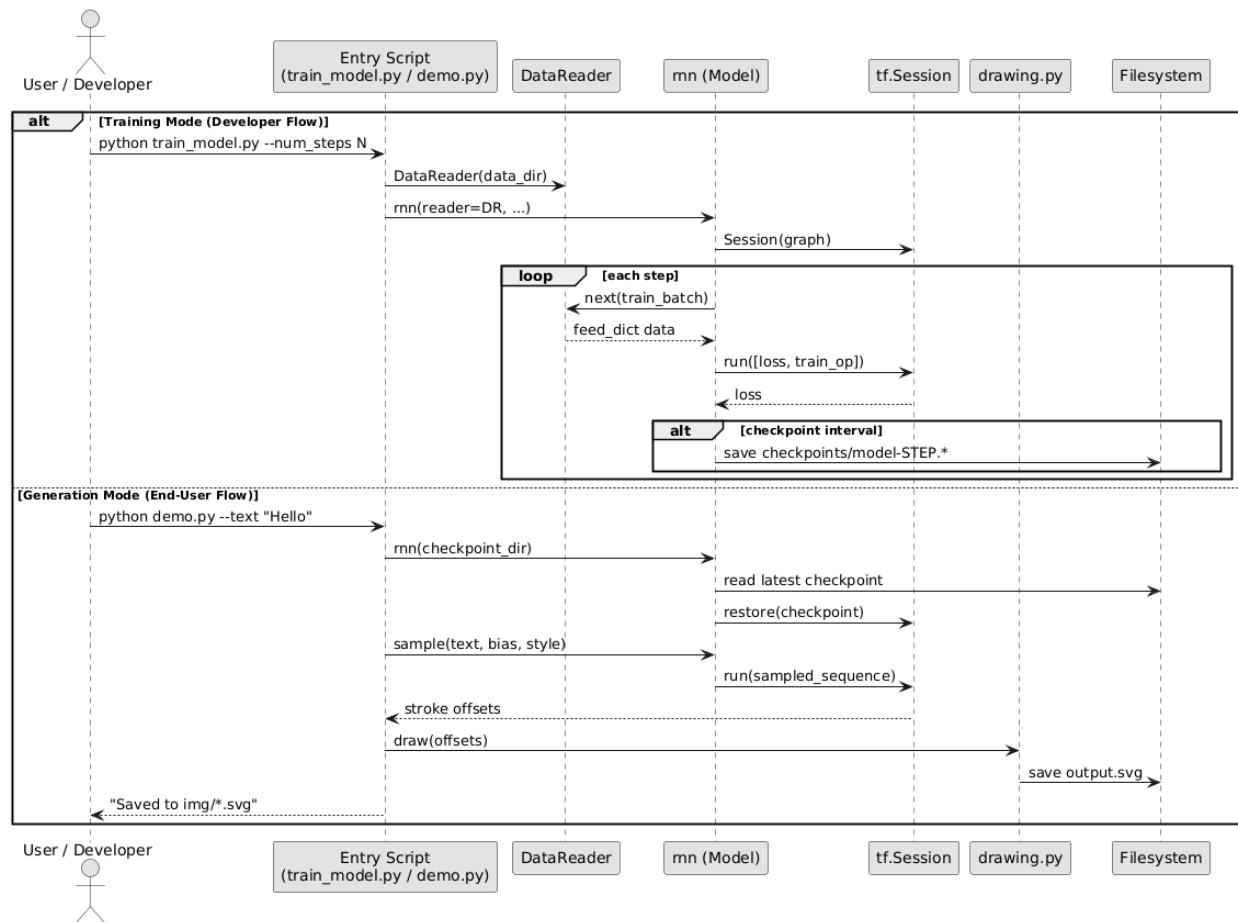 User / Developer
Entry Script
(train_model.py / demo.py)
DataReader
rnn (Model)
tf.Session
drawing.py
Filesystem
alt [Training Mode (Developer Flow)]
python train_model.py --num_steps N
DataReader(data_dir)
rnn(reader=DR, ...)
Session(graph)
loop [each step]
next(train_batch)
feed_dict data
run([loss, train_op])
loss
alt [checkpoint interval]
save checkpoints/model-STEP.*
[Generation Mode (End-User Flow)]
python demo.py --text "Hello"
rnn(checkpoint_dir)
read latest checkpoint
restore(checkpoint)
sample(text, bias, style)
run(sampled_sequence)
stroke offsets
draw(offsets)
save output.svg
"Saved to img/*.svg"
User / Developer
Entry Script
(train_model.py / demo.py)
DataReader
rnn (Model)
tf.Session
drawing.py
Filesystem